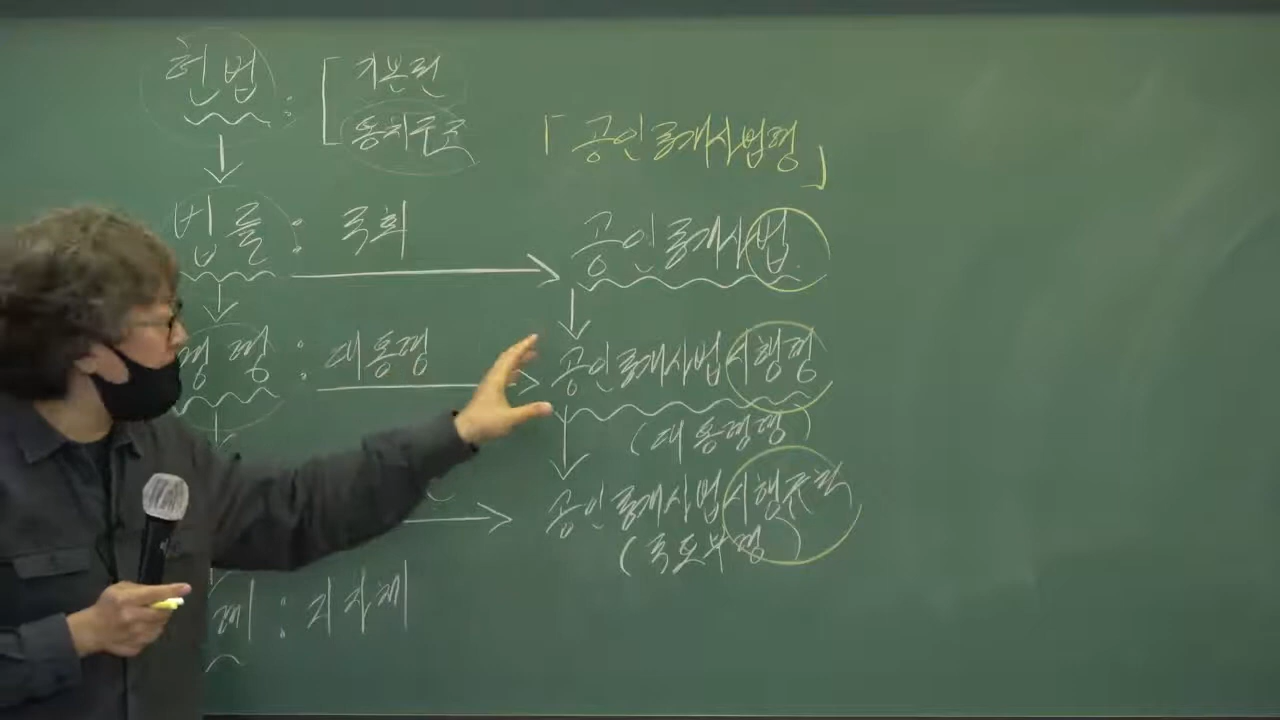 헌법 : [ 기본권
통치구조
「공인중개사법령」
법률 : 국회 → 공인중개사법
명령 : 대통령 → 공인중개사법 시행령
(대통령령)
→ 공인중개사법 시행규칙
(국토부령)
례 : 지자체